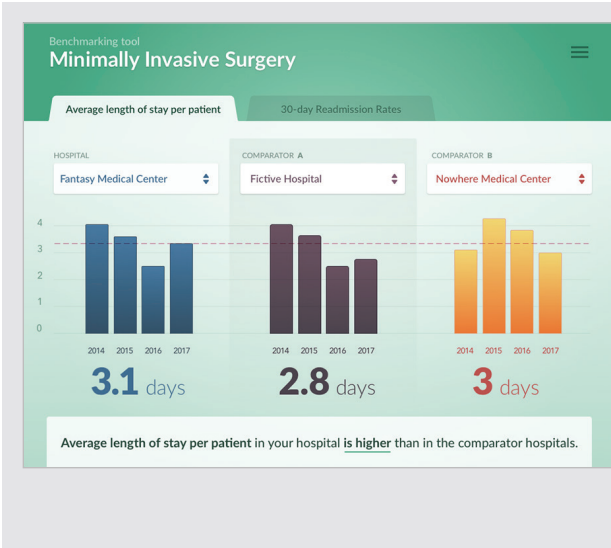 Benchmarking tool
Minimally Invasive Surgery
Average length of stay per patient
30-day Readmission Rates
HOSPITAL
COMPARATOR A
COMPARATOR B
Fantasy Medical Center
Fictive Hospital
Nowhere Medical Center
4
3
2
1
0
2014 2015 2016 2017
2014 2015 2016 2017
2014 2015 2016 2017
3.1 days
2.8 days
3 days
Average length of stay per patient in your hospital is higher than in the comparator hospitals.